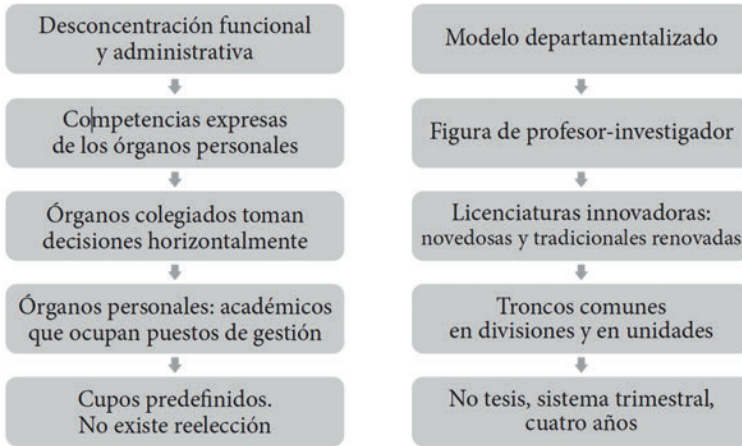 Desconcentración funcional
y administrativa
Competencias expresas
de los órganos personales
Órganos colegiados toman
decisiones horizontalmente
Órganos personales: académicos
que ocupan puestos de gestión
Cupos predefinidos.
No existe reelección
Modelo departamentalizado
Figura de profesor-investigador
Licenciaturas innovadoras:
novedosas y tradicionales renovadas
Troncos comunes
en divisiones y en unidades
No tesis, sistema trimestral,
cuatro años